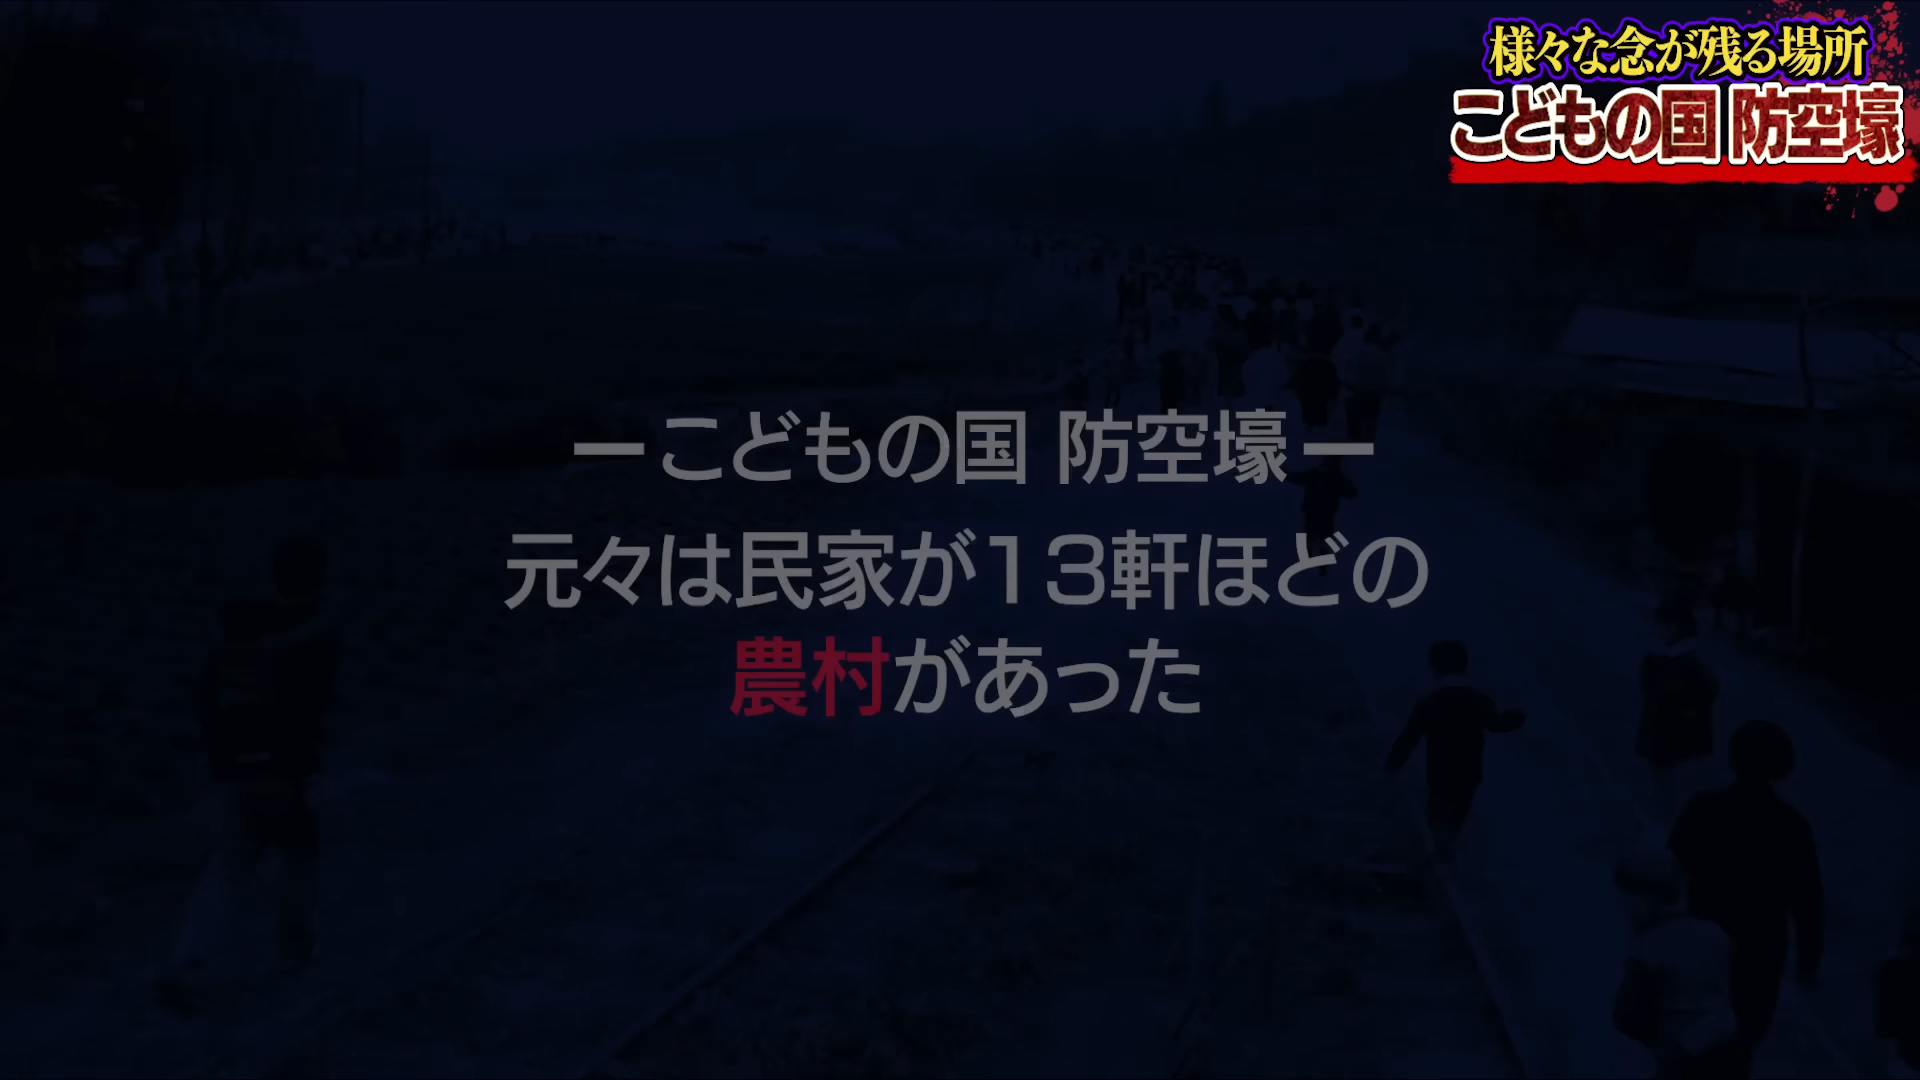 様々な念が残る場所
こどもの国 防空壕
ーこどもの国 防空壕ー
元々は民家が13軒ほどの
農村があった